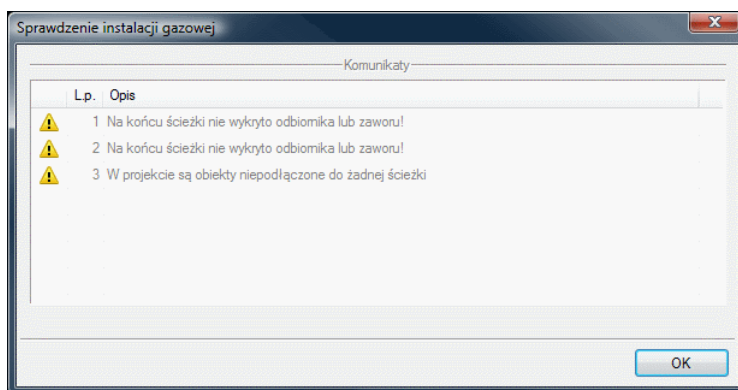 Sprawdzenie instalacji gazowej
Komunikaty
L.p. Opis
1 Na końcu ścieżki nie wykryto odbiornika lub zaworu!
2 Na końcu ścieżki nie wykryto odbiornika lub zaworu!
3 W projekcie są obiekty niepodłączone do żadnej ścieżki
OK